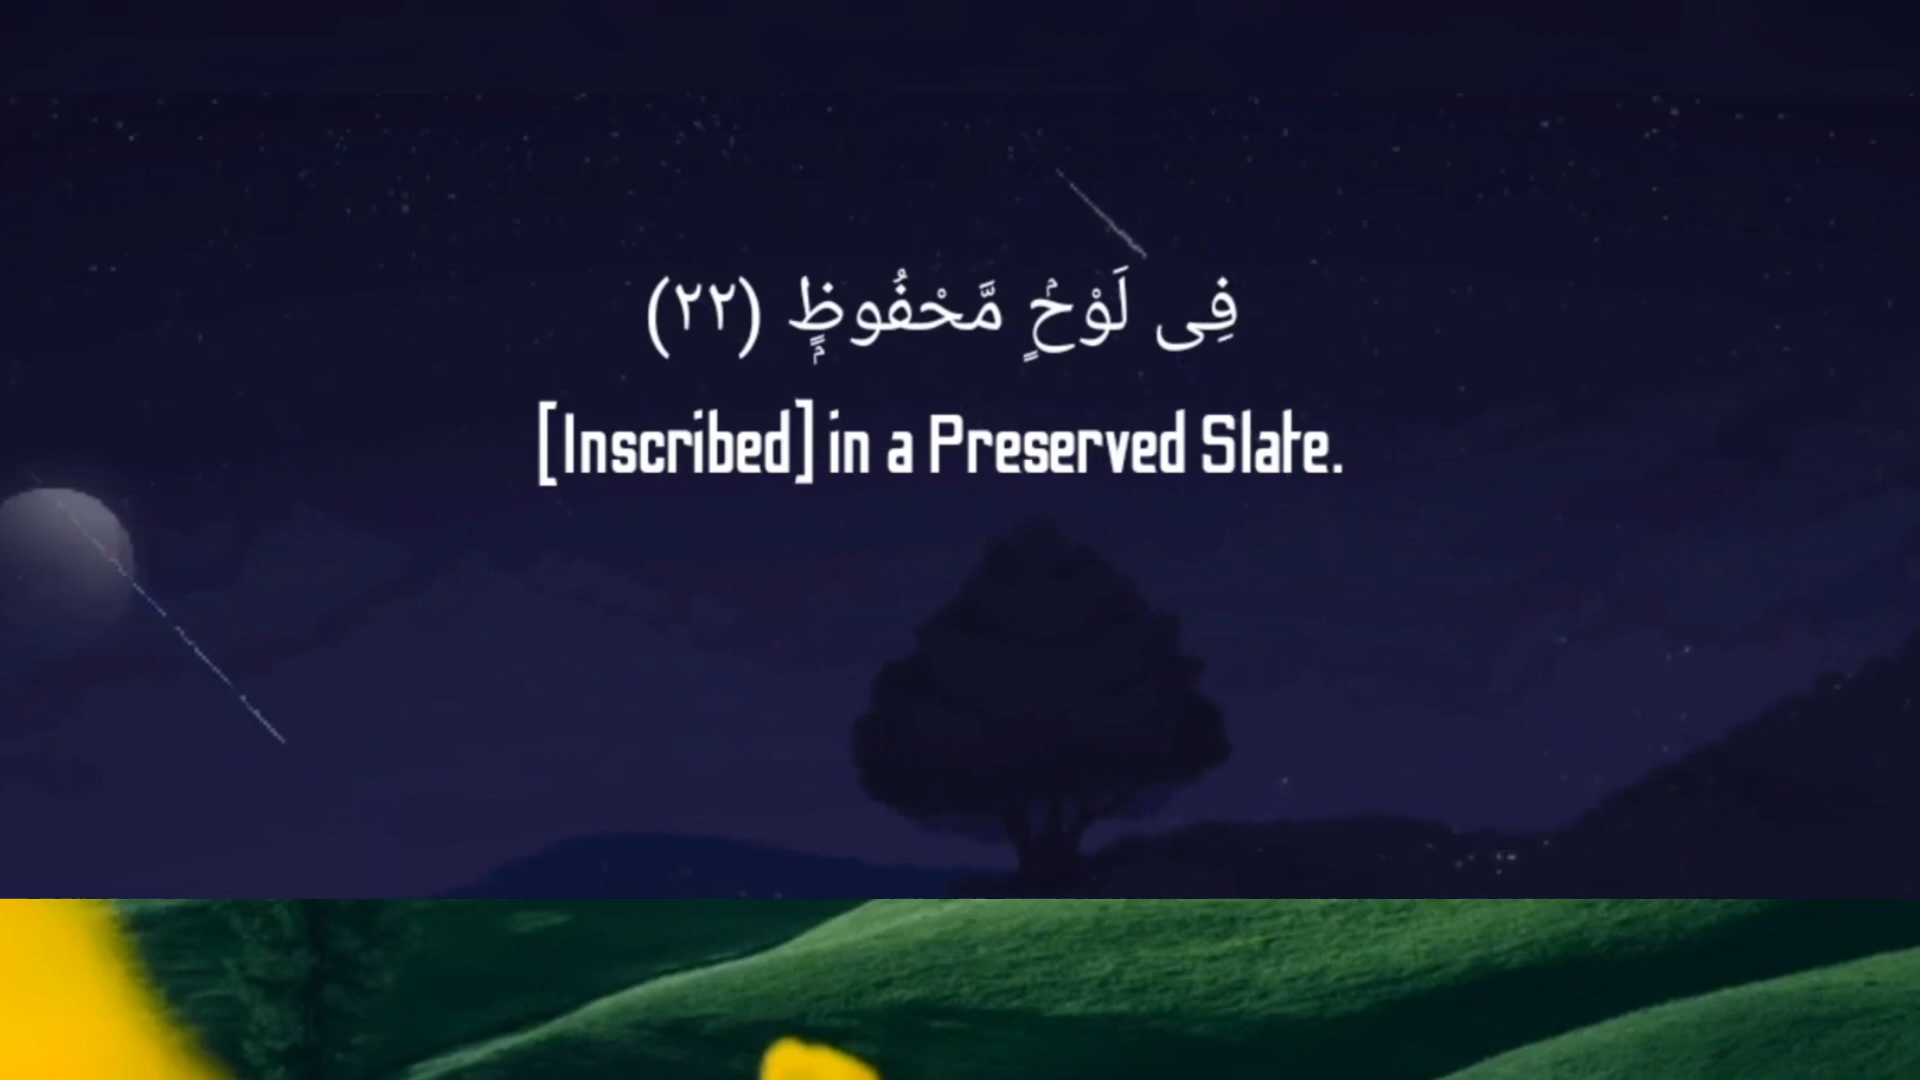 فِى لَوْحٍۢ مَّحْفُوظٍۭ (٢٢)
[Inscribed] in a Preserved Slate.